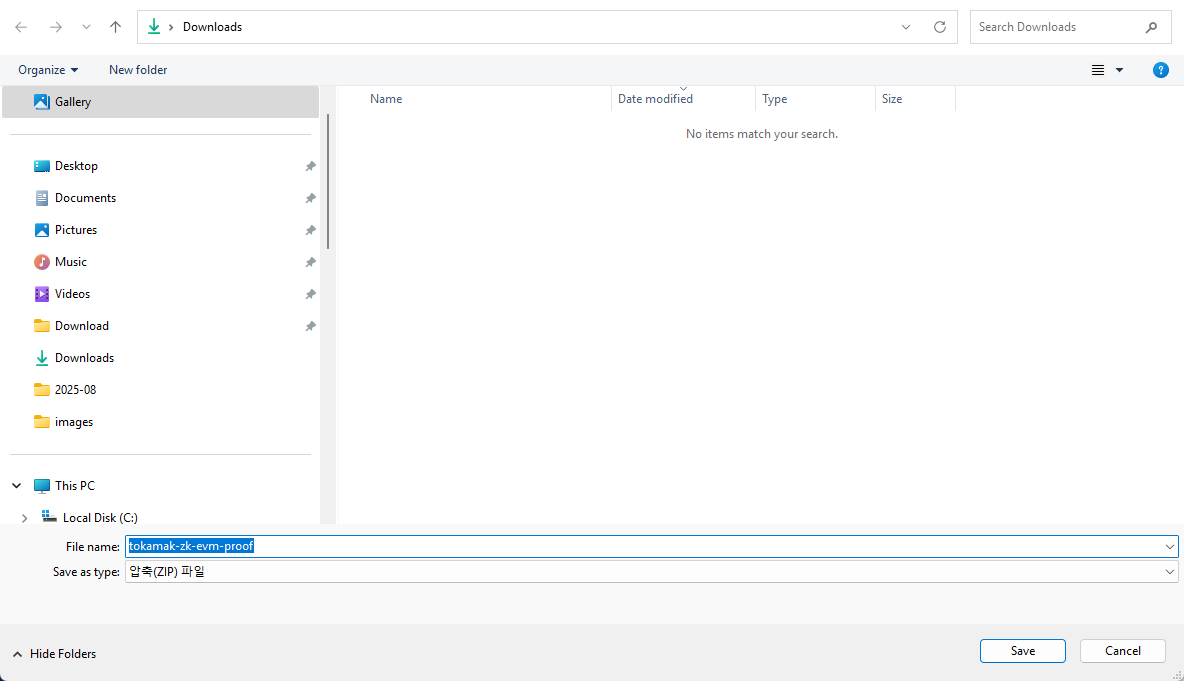 Downloads
Search Downloads
Organize
New folder
Gallery
Name
Date modified
Type
Size
No items match your search.
Desktop
Documents
Pictures
Music
Videos
Download
Downloads
2025-08
images
This PC
Local Disk (C:)
File name: tokamak-zk-evm-proof
Save as type: 압축(ZIP) 파일
Hide Folders
Save
Cancel